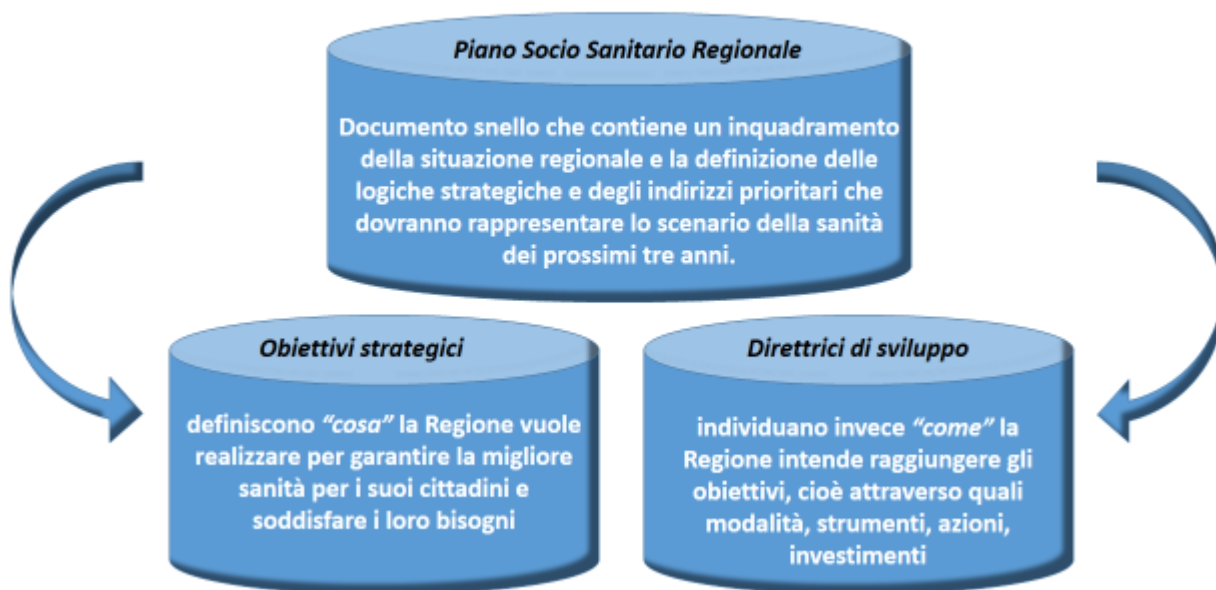 Piano Socio Sanitario Regionale
Documento snello che contiene un inquadramento
della situazione regionale e la definizione delle
logiche strategiche e degli indirizzi prioritari che
dovranno rappresentare lo scenario della sanità
dei prossimi tre anni.
Obiettivi strategici
definiscono “cosa” la Regione vuole
realizzare per garantire la migliore
sanità per i suoi cittadini e
soddisfare i loro bisogni
Direttrici di sviluppo
individuano invece “come” la
Regione intende raggiungere gli
obiettivi, cioè attraverso quali
modalità, strumenti, azioni,
investimenti